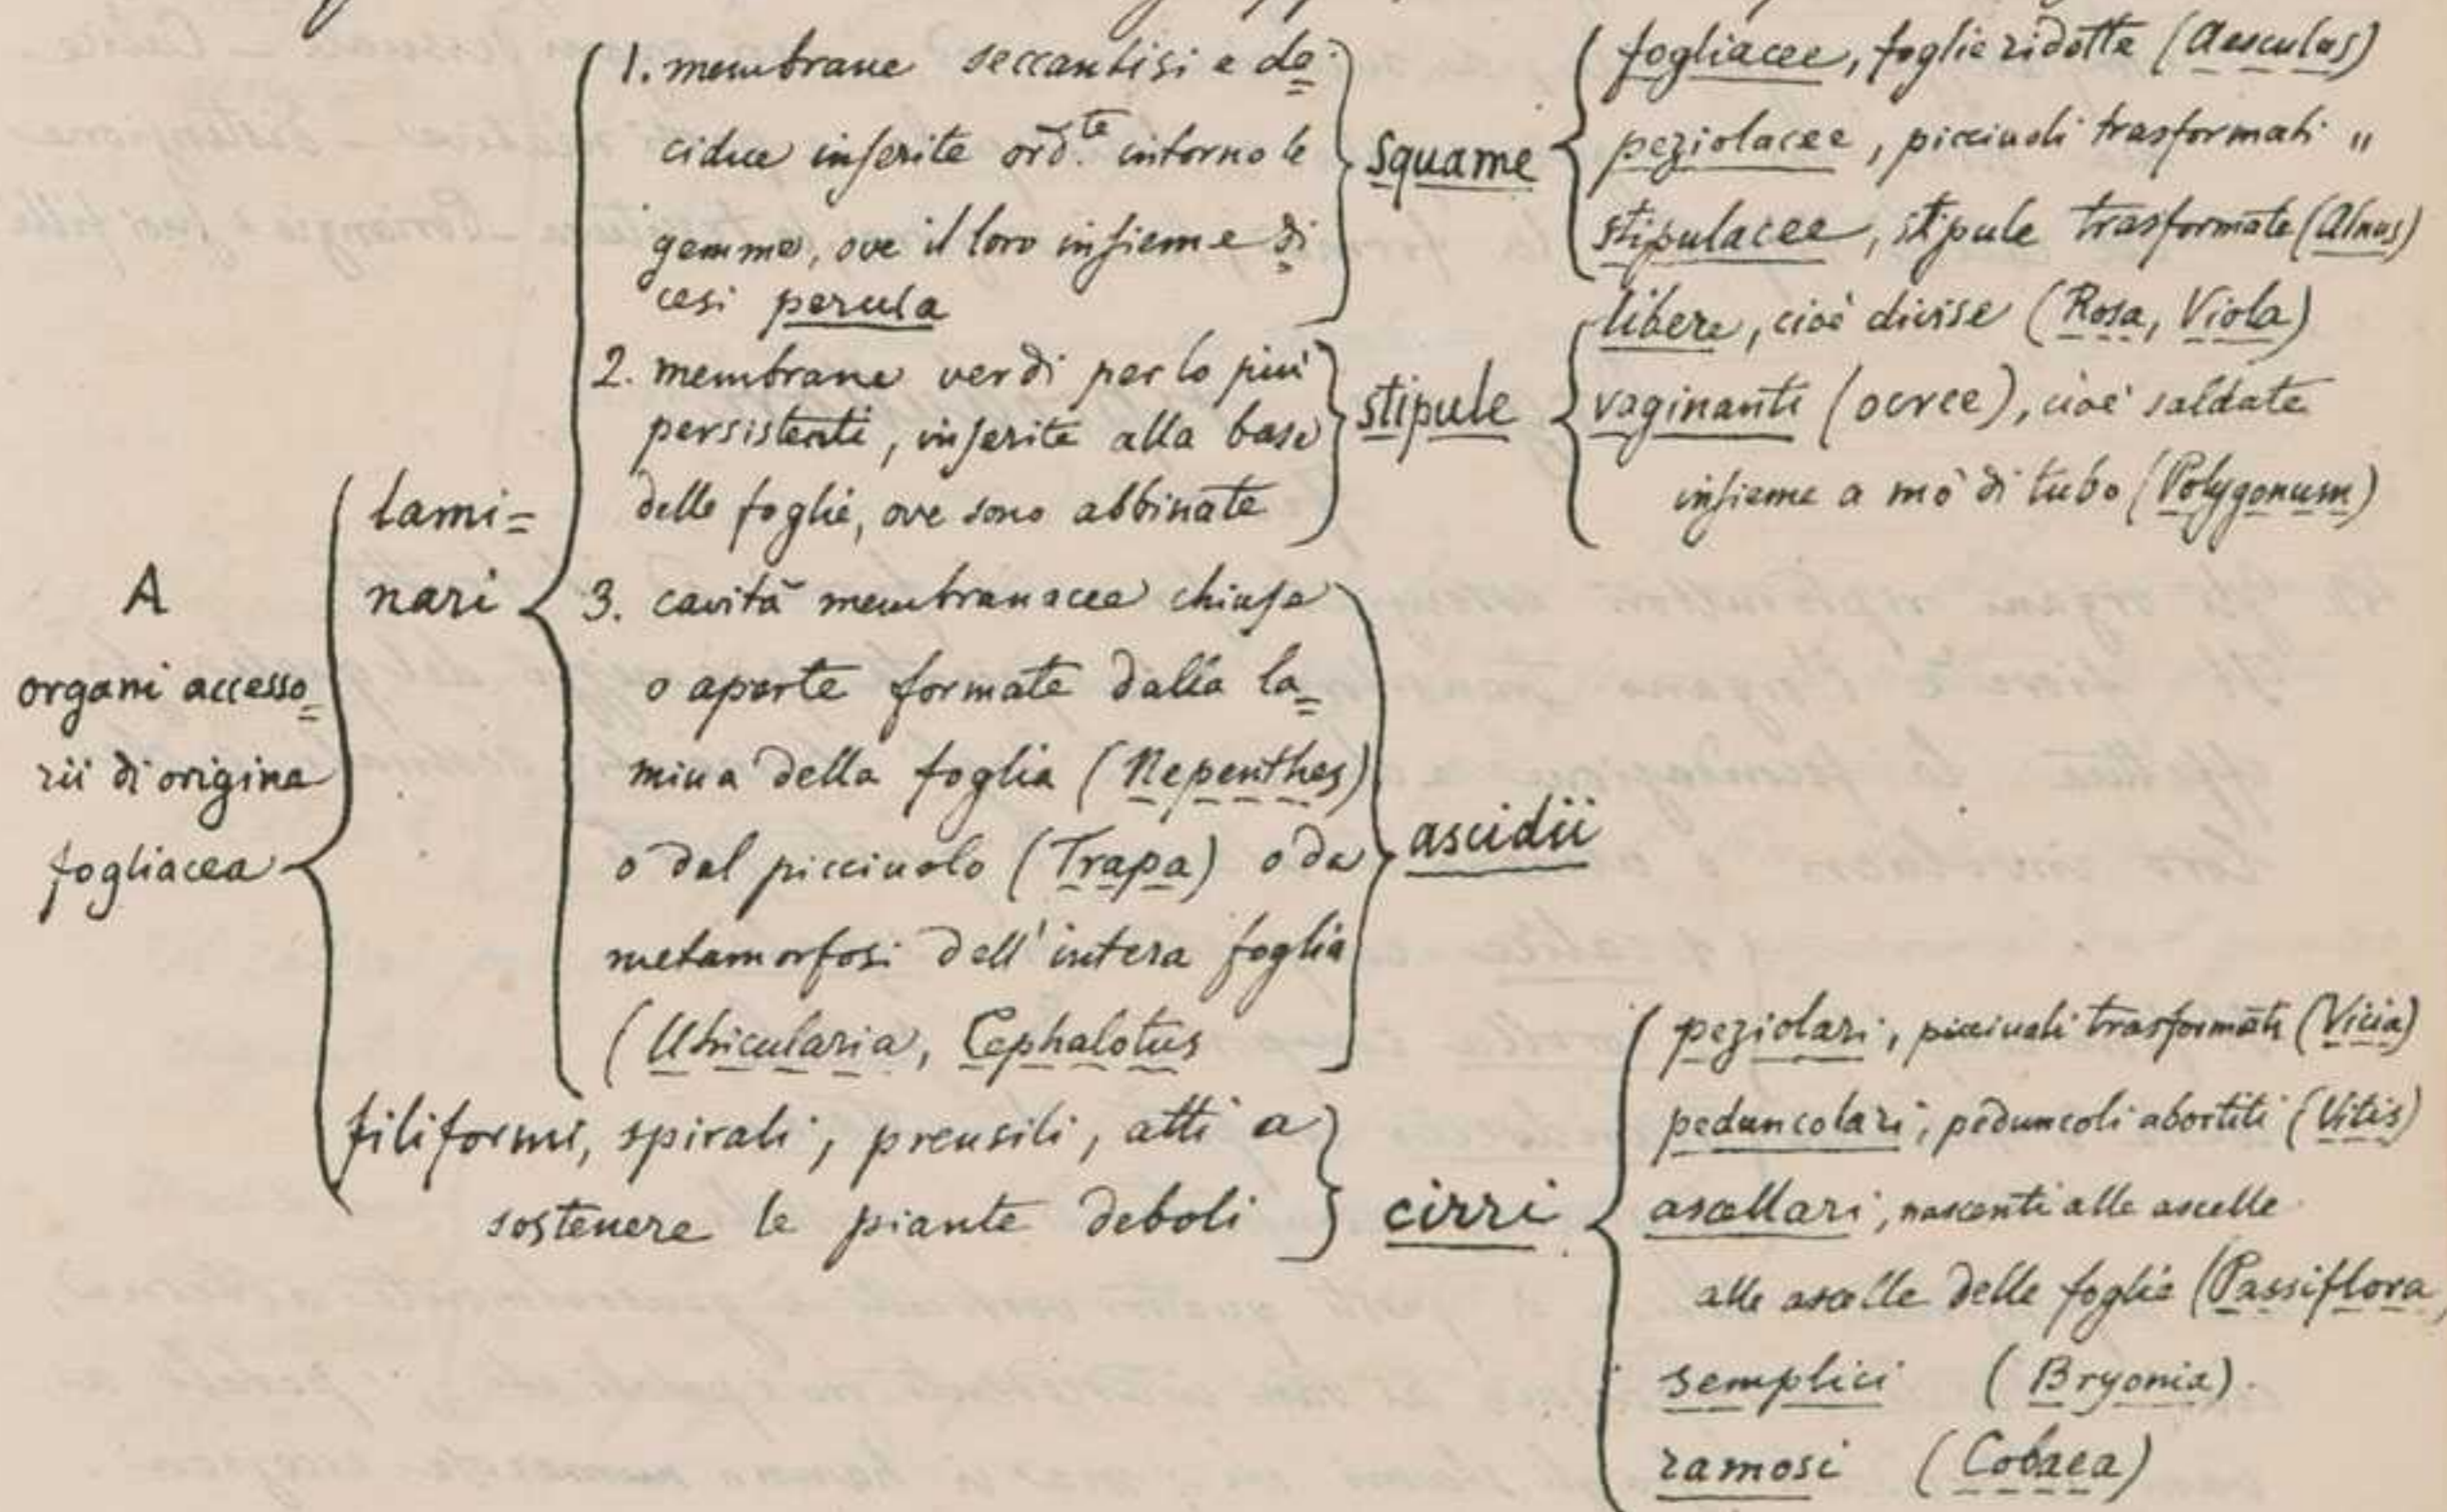 A
organi accesso=
rii di origine
fogliacea
lami=
nari
1. membrane seccantisi e de=
cidue inserite ord.te intorno le
gemme, ove il loro insieme di=
cesi perula
squame
fogliacee, foglie ridotte (Aesculus)
peziolacee, picciuoli trasformati "
stipulacee, stipule trasformate (Alnus)
2. membrane verdi per lo più
persistenti, inserite alla base
delle foglie, ove sono abbinate
stipule
libere, cioè divise (Rosa, Viola)
vaginanti (ocree), cioè saldate
insieme a mò di tubo (Polygonum)
3. cavità membranacee chiuse
o aperte formate dalla la=
mina della foglia (Nepenthes)
o dal picciuolo (Trapa) o da
metamorfosi dell'intera foglia
(Utricularia, Cephalotus
ascidii
filiformi, spirali, prensili, atti a
sostenere le piante deboli
cirri
peziolari, picciuoli trasformati (Vicia)
peduncolari, peduncoli abortiti (Vitis)
ascellari, nascenti alle ascelle
alle ascelle delle foglie (Passiflora)
semplici (Bryonia).
ramosi (Cobaea)